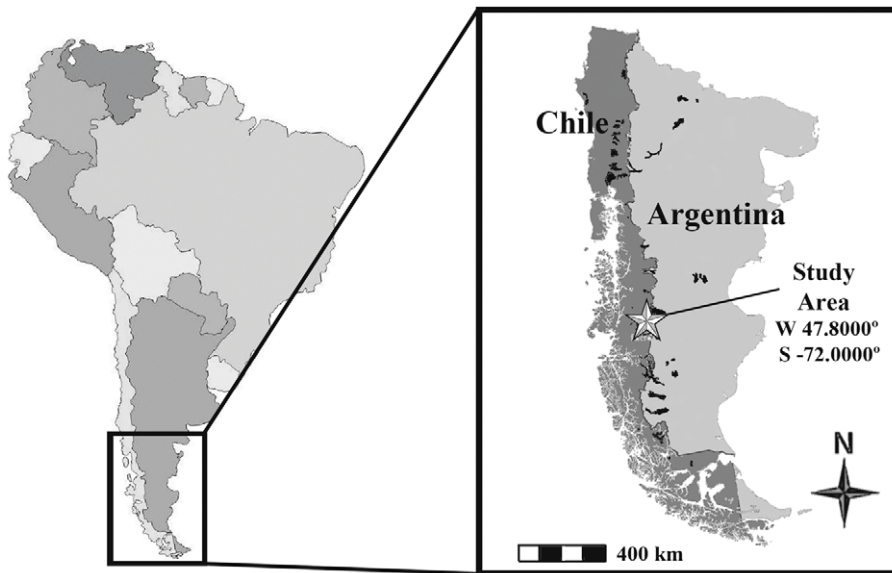 Chile
Argentina
Study
Area
W 47.8000º
S -72.0000º
N
400 km